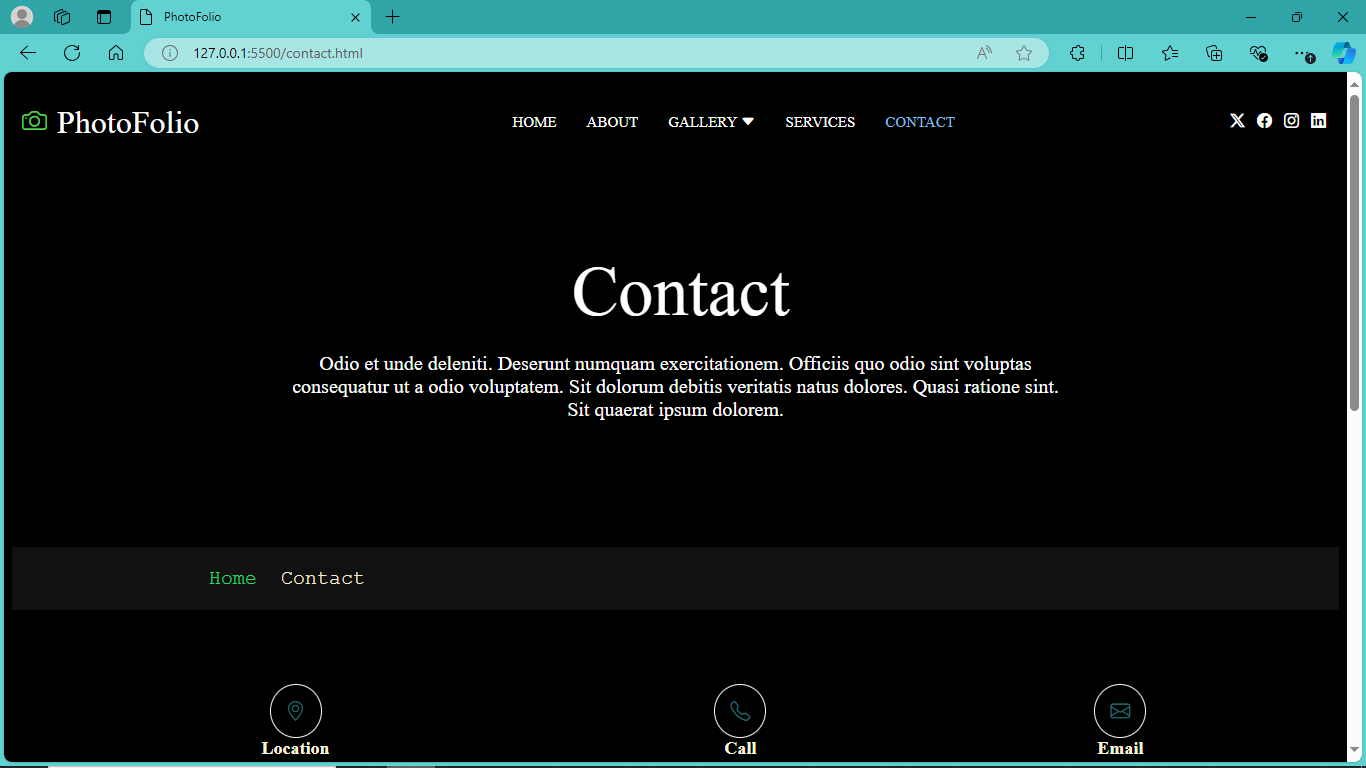 PhotoFolio
127.0.0.1:5500/contact.html
PhotoFolio
HOME ABOUT GALLERY SERVICES CONTACT
Contact
Odio et unde deleniti. Deserunt numquam exercitationem. Officiis quo odio sint voluptas
consequatur ut a odio voluptatem. Sit dolorum debitis veritatis natus dolores. Quasi ratione sint.
Sit quaerat ipsum dolorem.
Home Contact
Location Call Email